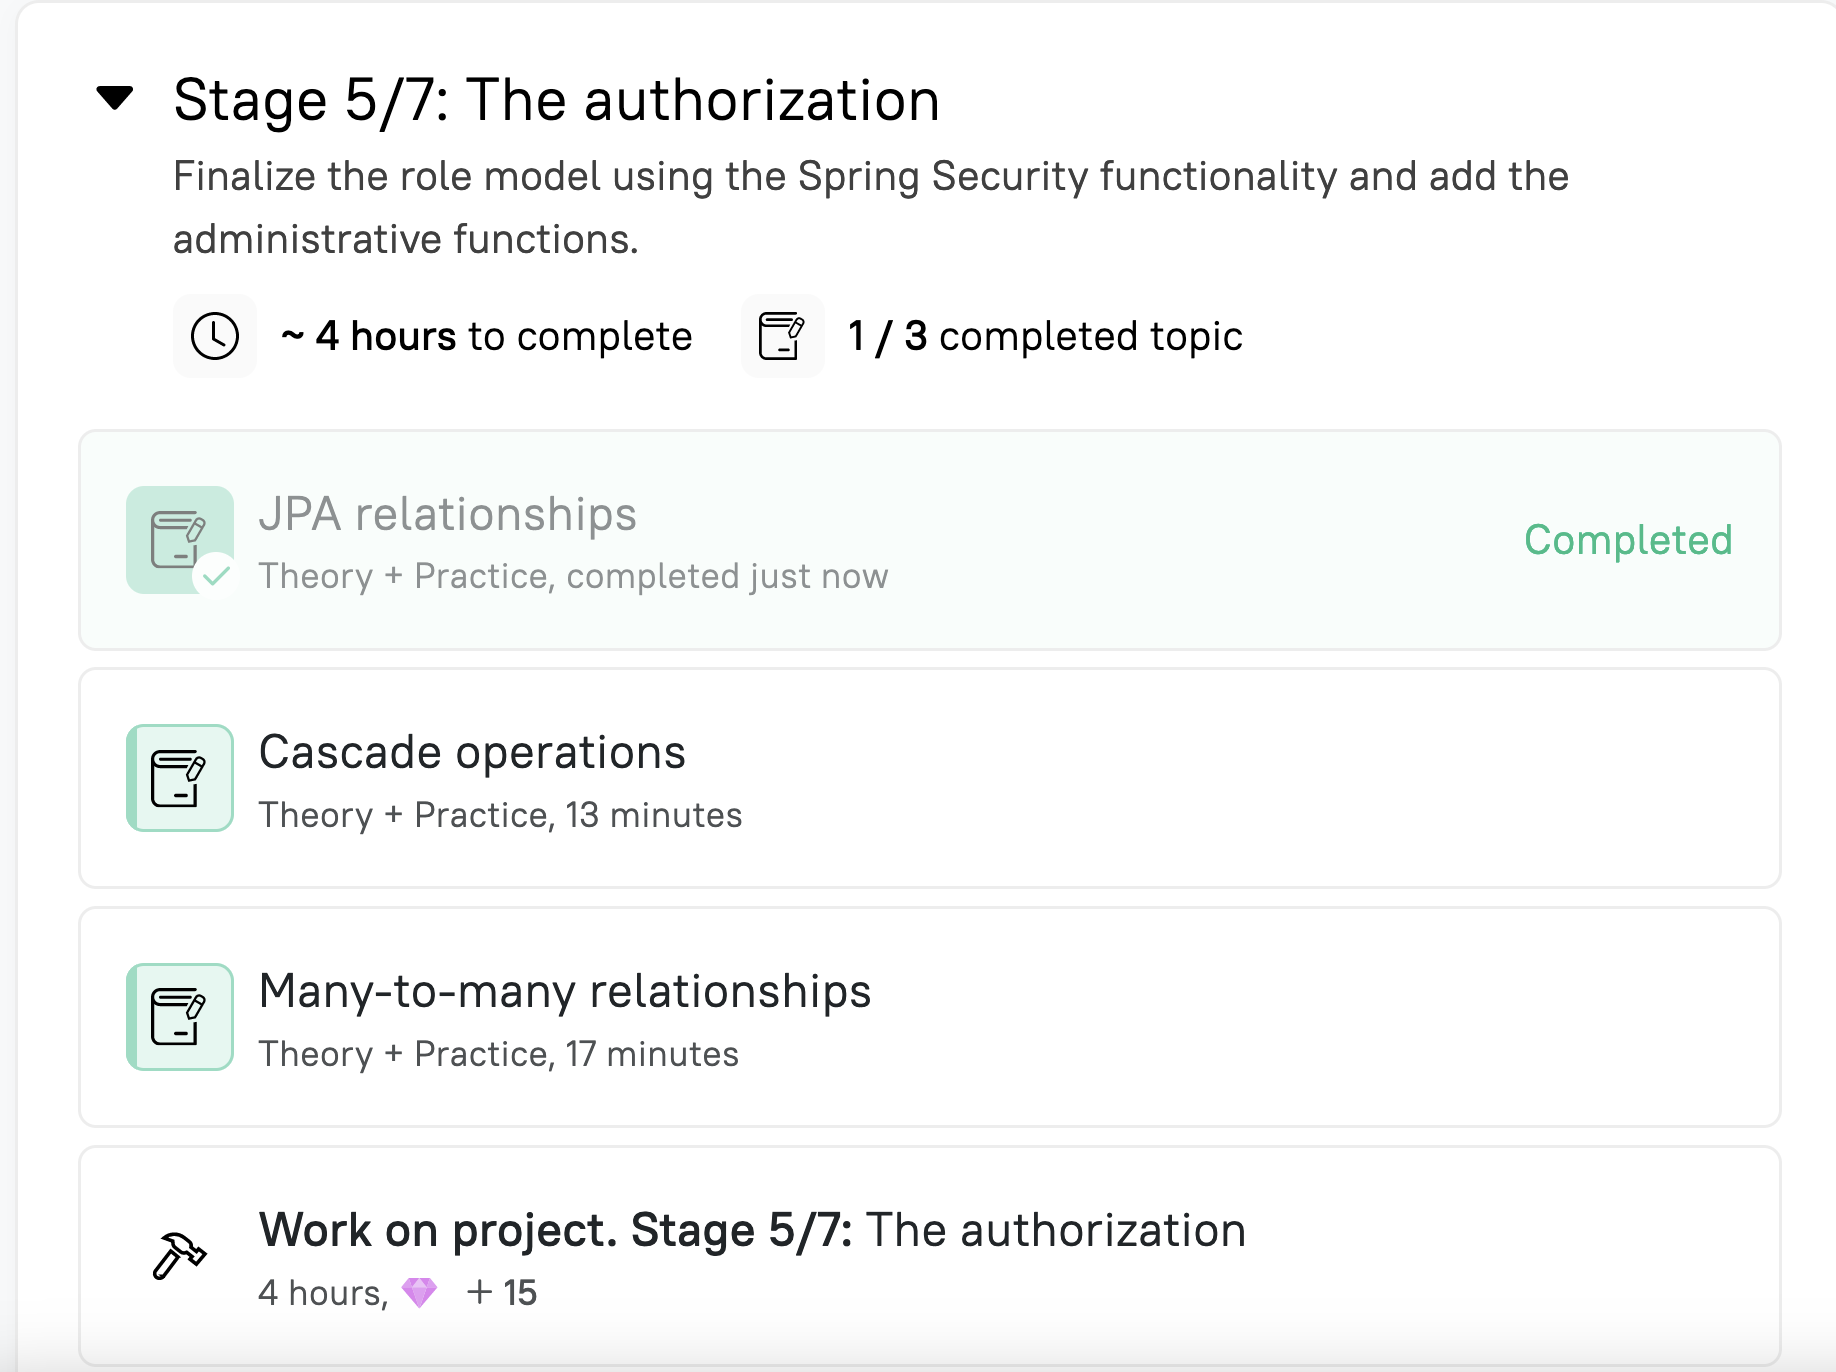 Stage 5/7: The authorization
Finalize the role model using the Spring Security functionality and add the
administrative functions.
~ 4 hours to complete
1 / 3 completed topic
JPA relationships
Theory + Practice, completed just now
Completed
Cascade operations
Theory + Practice, 13 minutes
Many-to-many relationships
Theory + Practice, 17 minutes
Work on project. Stage 5/7: The authorization
4 hours, + 15